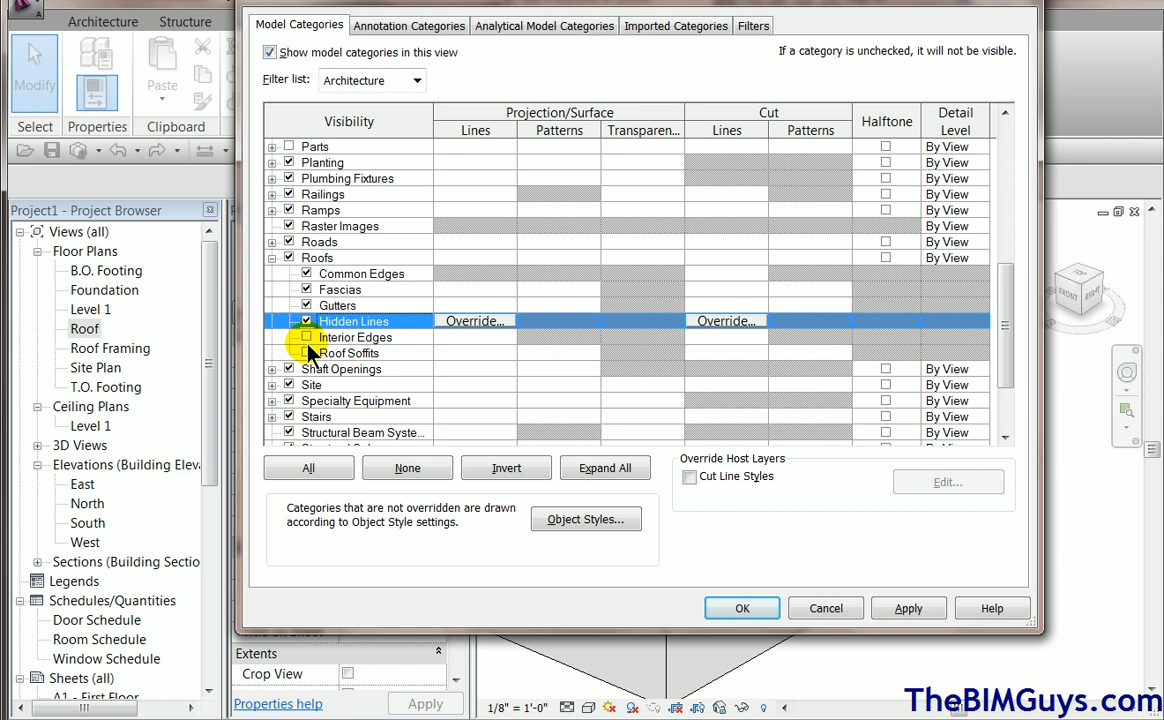 Architecture Structure
Modify
Paste
Select Properties Clipboard
Project1 - Project Browser
Views (all)
Floor Plans
B.O. Footing
Foundation
Level 1
Roof
Roof Framing
Site Plan
T.O. Footing
Ceiling Plans
Level 1
3D Views
Elevations (Building Elev
East
North
South
West
Sections (Building Sectio
Legends
Schedules/Quantities
Door Schedule
Room Schedule
Window Schedule
Sheets (all)
A1 - First Floor
Model Categories Annotation Categories Analytical Model Categories Imported Categories Filters
Show model categories in this view
If a category is unchecked, it will not be visible.
Filter list: Architecture
Visibility Projection/Surface Cut Halftone Detail Level
Lines Patterns Transparen... Lines Patterns
Parts By View
Planting By View
Plumbing Fixtures By View
Railings By View
Ramps By View
Raster Images By View
Roads By View
Roofs By View
Common Edges
Fascias
Gutters
Hidden Lines Override... Override...
Interior Edges
Roof Soffits
Shaft Openings By View
Site By View
Specialty Equipment By View
Stairs By View
Structural Beam Syste... By View
All None Invert Expand All
Override Host Layers
Cut Line Styles Edit...
Categories that are not overridden are drawn
according to Object Style settings.
Object Styles...
OK Cancel Apply Help
Extents
Crop View
Properties help Apply
1/8" = 1'-0"
TOP
FRONT RIGHT
TheBIMGuys.com